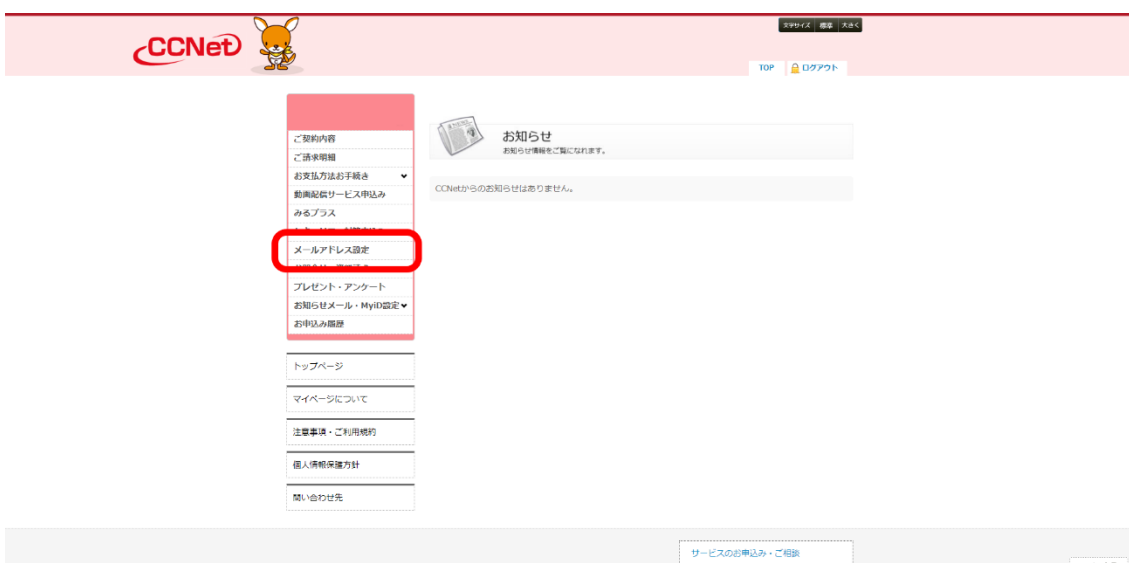 文字サイズ 標準 大きく
CCNet
TOP ログアウト
お知らせ
お知らせ情報をご覧になれます。
CCNetからのお知らせはありません。
ご契約内容
ご請求明細
お支払方法お手続き
動画配信サービス申込み
みるプラス
メールアドレス設定
プレゼント・アンケート
お知らせメール・MyiD設定
お申込み履歴
トップページ
マイページについて
注意事項・ご利用規約
個人情報保護方針
問い合わせ先
サービスのお申込み・ご相談